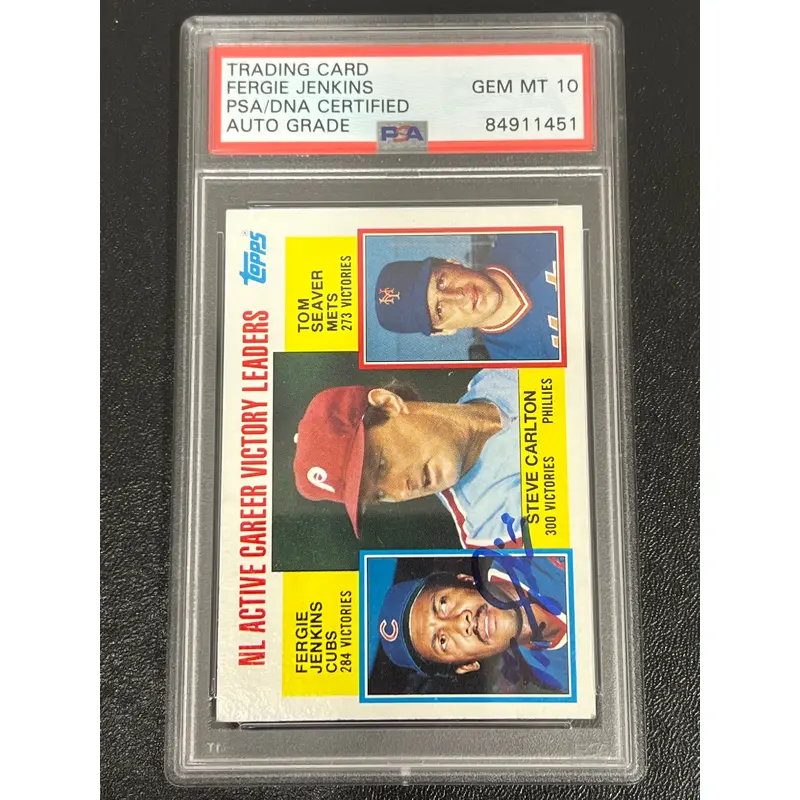 TRADING CARD
FERGIE JENKINS
PSA/DNA CERTIFIED
AUTO GRADE
GEM MT 10
84911451
PSA
topps
NL ACTIVE CAREER VICTORY LEADERS
FERGIE
JENKINS
CUBS
284 VICTORIES
TOM
SEAVER
METS
273 VICTORIES
STEVE CARLTON
300 VICTORIES PHILLIES
P
C